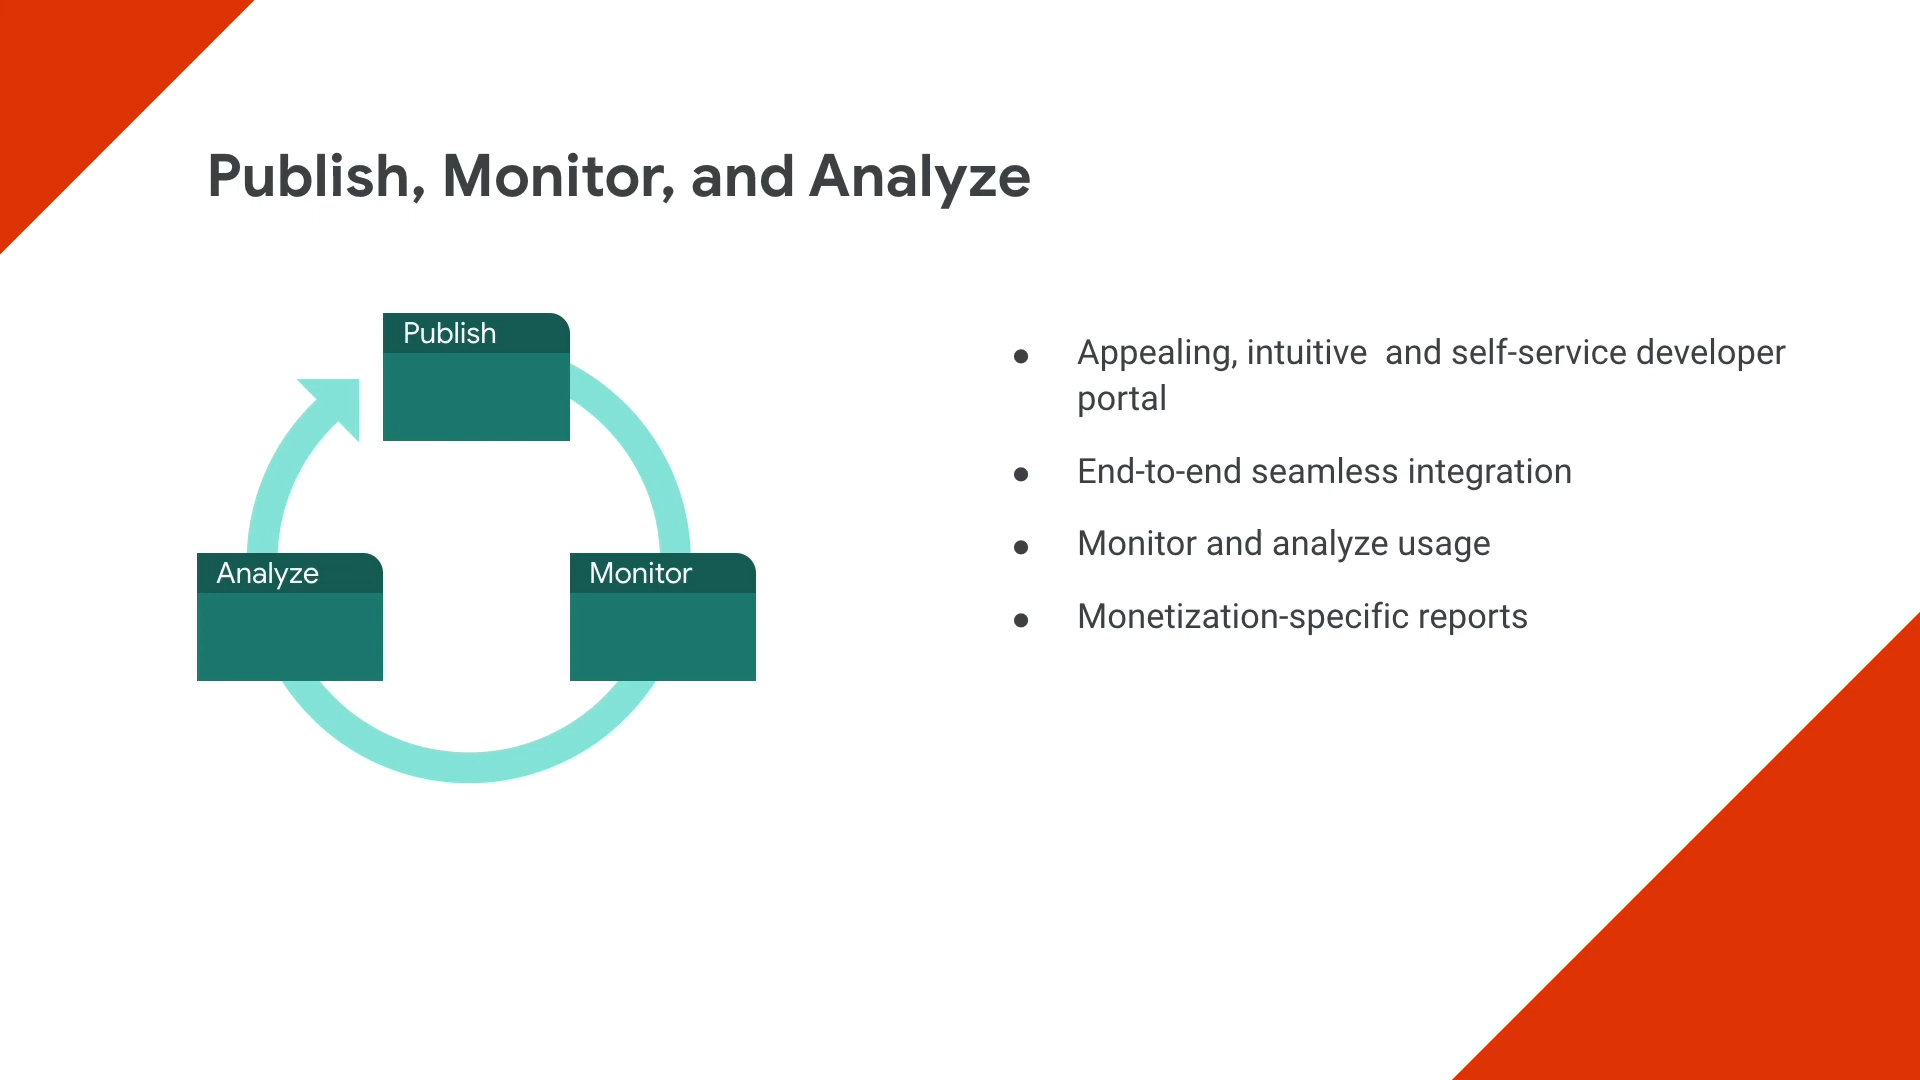 Publish, Monitor, and Analyze
Publish
Analyze
Monitor
● Appealing, intuitive  and self-service developer
portal
● End-to-end seamless integration
● Monitor and analyze usage
● Monetization-specific reports